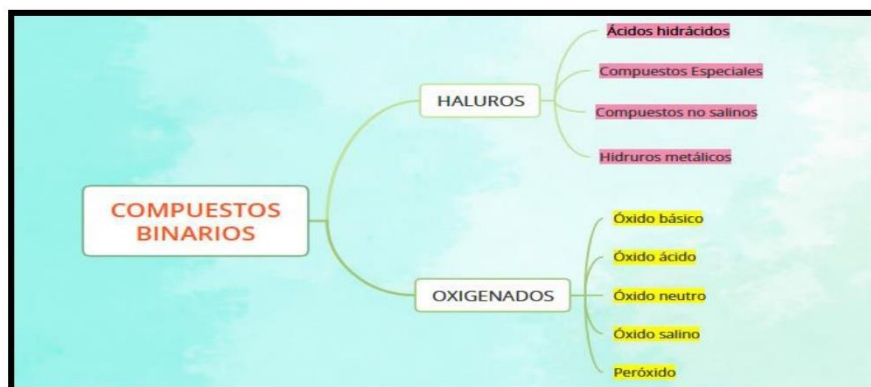 COMPUESTOS
BINARIOS
HALUROS
Ácidos hidrácidos
Compuestos Especiales
Compuestos no salinos
Hidruros metálicos
OXIGENADOS
Óxido básico
Óxido ácido
Óxido neutro
Óxido salino
Peróxido